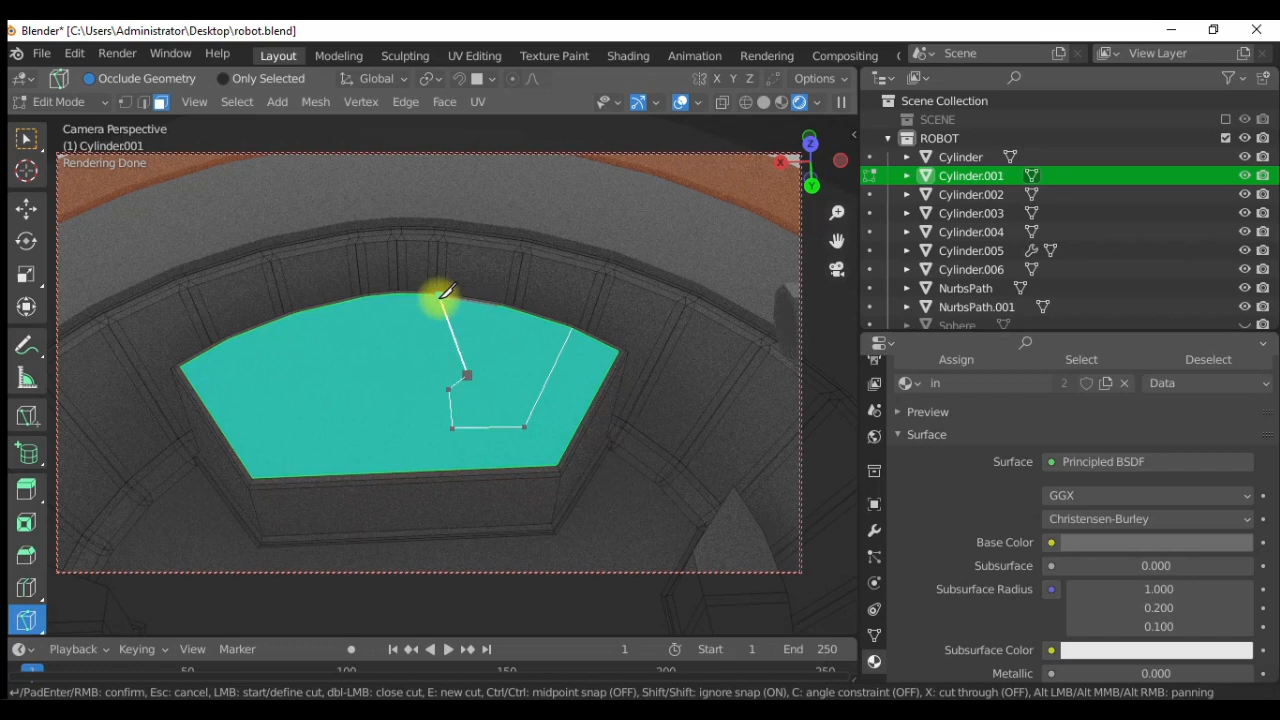 Blender* [C:\Users\Administrator\Desktop\robot.blend]
File Edit Render Window Help Layout Modeling Sculpting UV Editing Texture Paint Shading Animation Rendering Compositing Scene View Layer
Occlude Geometry Only Selected Global X Y Z Options
Edit Mode View Select Add Mesh Vertex Edge Face UV
Camera Perspective
(1) Cylinder.001
Rendering Done
Z
X
Y
Scene Collection
SCENE
ROBOT
Cylinder
Cylinder.001
Cylinder.002
Cylinder.003
Cylinder.004
Cylinder.005
Cylinder.006
NurbsPath
NurbsPath.001
Sphere
Assign Select Deselect
in 2 Data
Preview
Surface
Surface Principled BSDF
GGX
Christensen-Burley
Base Color
Subsurface 0.000
Subsurface Radius 1.000
0.200
0.100
Subsurface Color
Metallic 0.000
Playback Keying View Marker 1 Start 1 End 250
50 100 150 200 250
/PadEnter/RMB: confirm, Esc: cancel, LMB: start/define cut, dbl-LMB: close cut, E: new cut, Ctrl/Ctrl: midpoint snap (OFF), Shift/Shift: ignore snap (ON), C: angle constraint (OFF), X: cut through (OFF), Alt LMB/Alt MMB/Alt RMB: panning